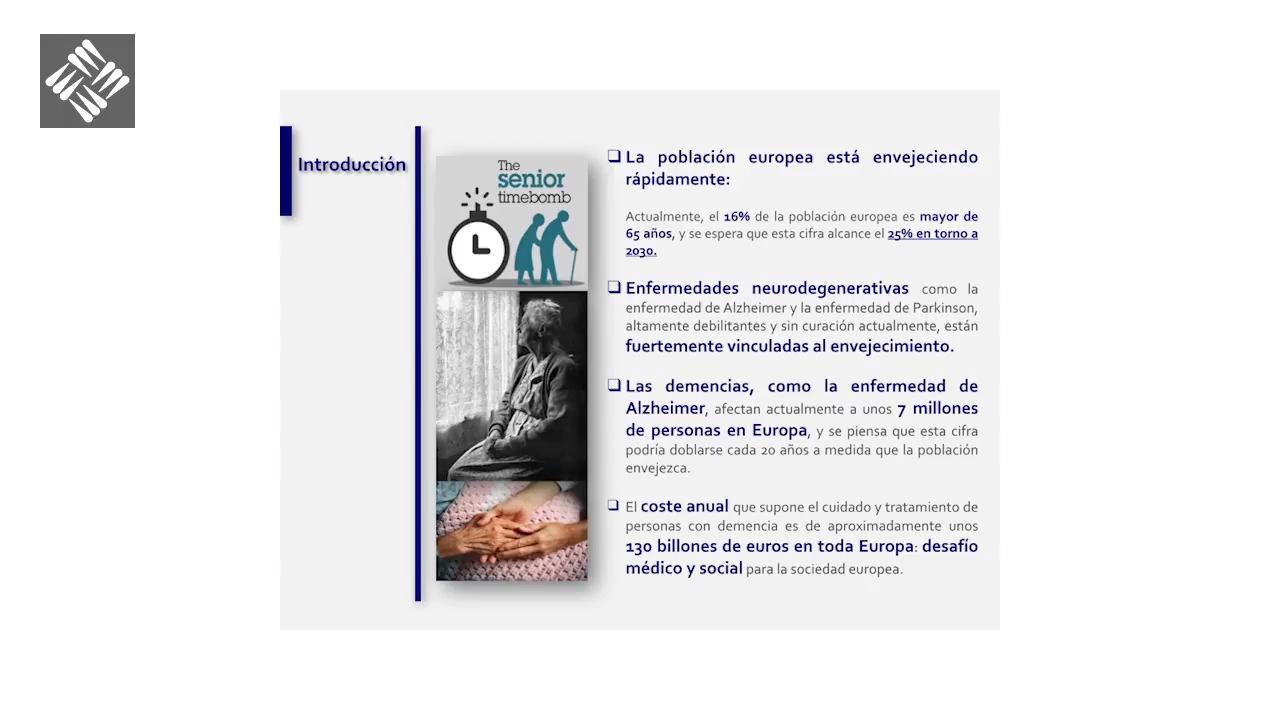 Introducción
The
senior
timebomb
La población europea está envejeciendo
rápidamente:
Actualmente, el 16% de la población europea es mayor de
65 años, y se espera que esta cifra alcance el 25% en torno a
2030.
Enfermedades neurodegenerativas como la
enfermedad de Alzheimer y la enfermedad de Parkinson,
altamente debilitantes y sin curación actualmente, están
fuertemente vinculadas al envejecimiento.
Las demencias, como la enfermedad de
Alzheimer, afectan actualmente a unos 7 millones
de personas en Europa, y se piensa que esta cifra
podría doblarse cada 20 años a medida que la población
envejezca.
El coste anual que supone el cuidado y tratamiento de
personas con demencia es de aproximadamente unos
130 billones de euros en toda Europa: desafío
médico y social para la sociedad europea.